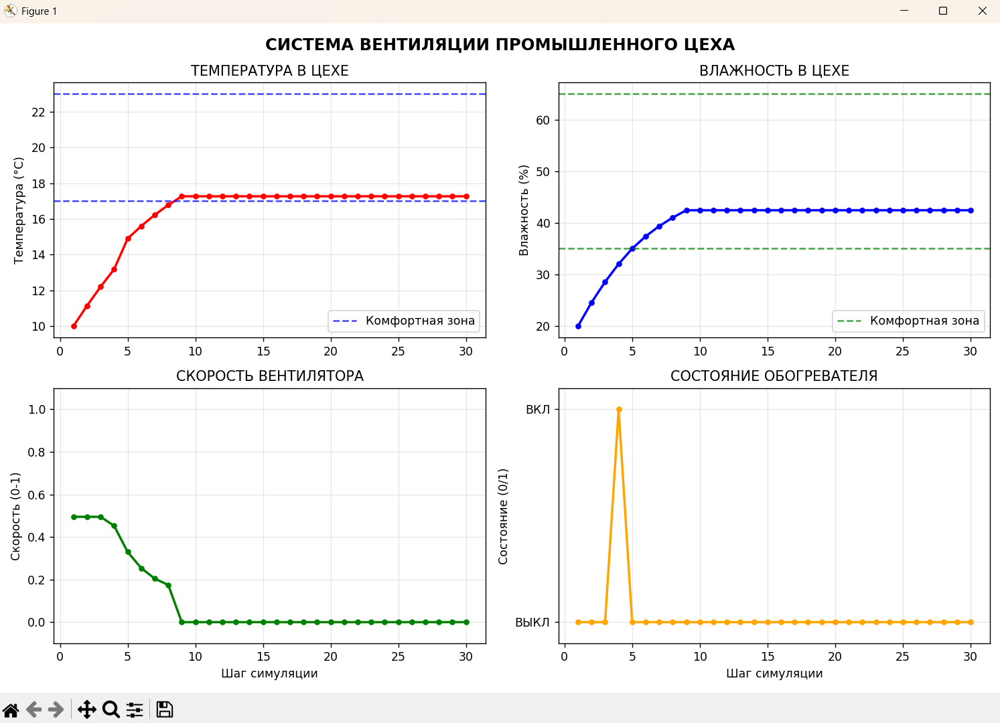 Figure 1
СИСТЕМА ВЕНТИЛЯЦИИ ПРОМЫШЛЕННОГО ЦЕХА
ТЕМПЕРАТУРА В ЦЕХЕ
Температура (°C)
22
20
18
16
14
12
10
Комфортная зона
0 5 10 15 20 25 30
ВЛАЖНОСТЬ В ЦЕХЕ
Влажность (%)
60
50
40
30
20
Комфортная зона
0 5 10 15 20 25 30
СКОРОСТЬ ВЕНТИЛЯТОРА
Скорость (0-1)
1.0
0.8
0.6
0.4
0.2
0.0
0 5 10 15 20 25 30
Шаг симуляции
СОСТОЯНИЕ ОБОГРЕВАТЕЛЯ
Состояние (0/1)
ВКЛ
ВЫКЛ
0 5 10 15 20 25 30
Шаг симуляции